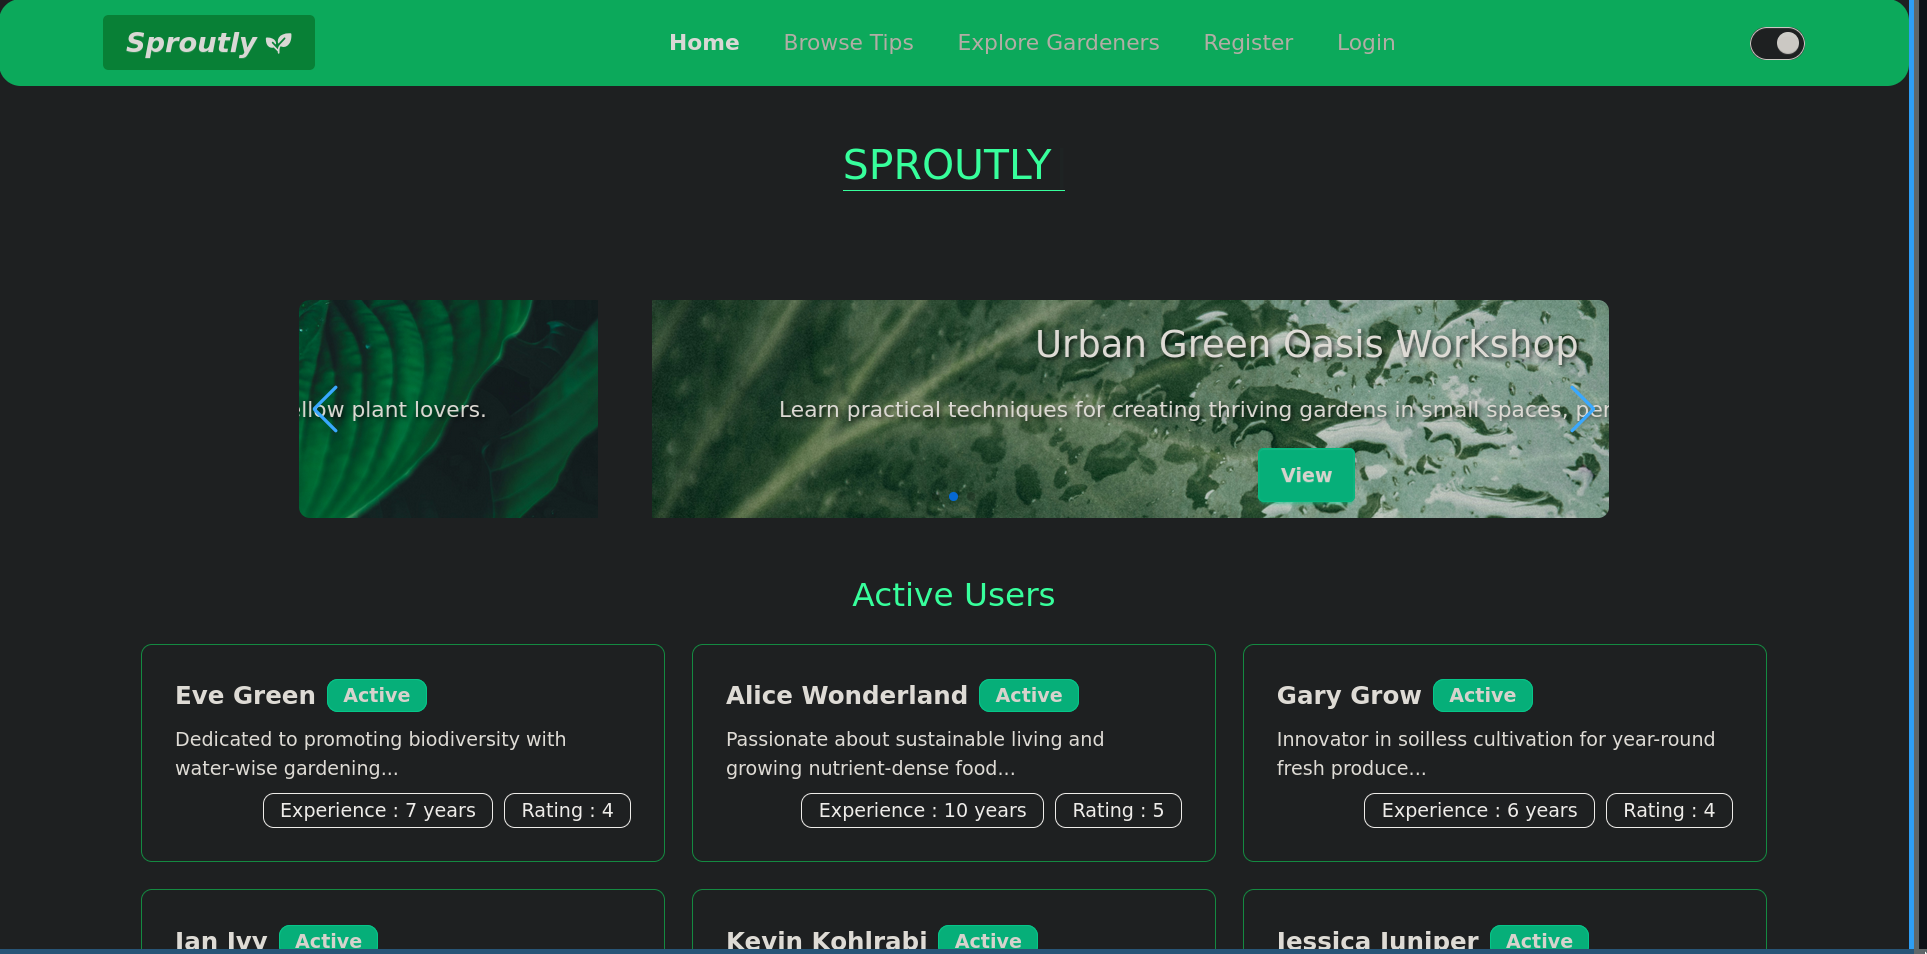 Sproutly
Home Browse Tips Explore Gardeners Register Login
SPROUTLY
Urban Green Oasis Workshop
ellow plant lovers.
Learn practical techniques for creating thriving gardens in small spaces, per
View
Active Users
Eve Green Active
Dedicated to promoting biodiversity with
water-wise gardening...
Experience : 7 years Rating : 4
Alice Wonderland Active
Passionate about sustainable living and
growing nutrient-dense food...
Experience : 10 years Rating : 5
Gary Grow Active
Innovator in soilless cultivation for year-round
fresh produce...
Experience : 6 years Rating : 4
Ian Ivy Active
Kevin Kohlrabi Active
Jessica Juniper Active